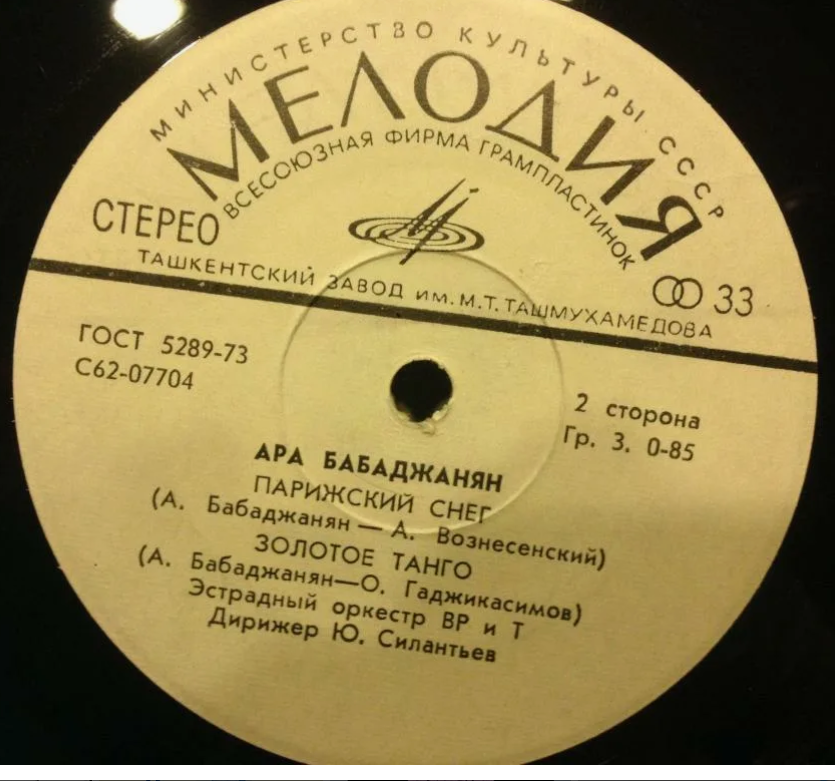 МИНИСТЕРСТВО КУЛЬТУРЫ СССР
МЕЛОДИЯ
ВСЕСОЮЗНАЯ ФИРМА ГРАМПЛАСТИНОК
СТЕРЕО
33
ТАШКЕНТСКИЙ ЗАВОД им. М.Т. ТАШМУХАМЕДОВА
ГОСТ 5289-73
С62-07704
2 сторона
Гр. 3. 0-85
АРА БАБАДЖАНЯН
ПАРИЖСКИЙ СНЕГ
(А. Бабаджанян — А. Вознесенский)
ЗОЛОТОЕ ТАНГО
(А. Бабаджанян—О. Гаджикасимов)
Эстрадный оркестр ВР и Т
Дирижер Ю. Силантьев